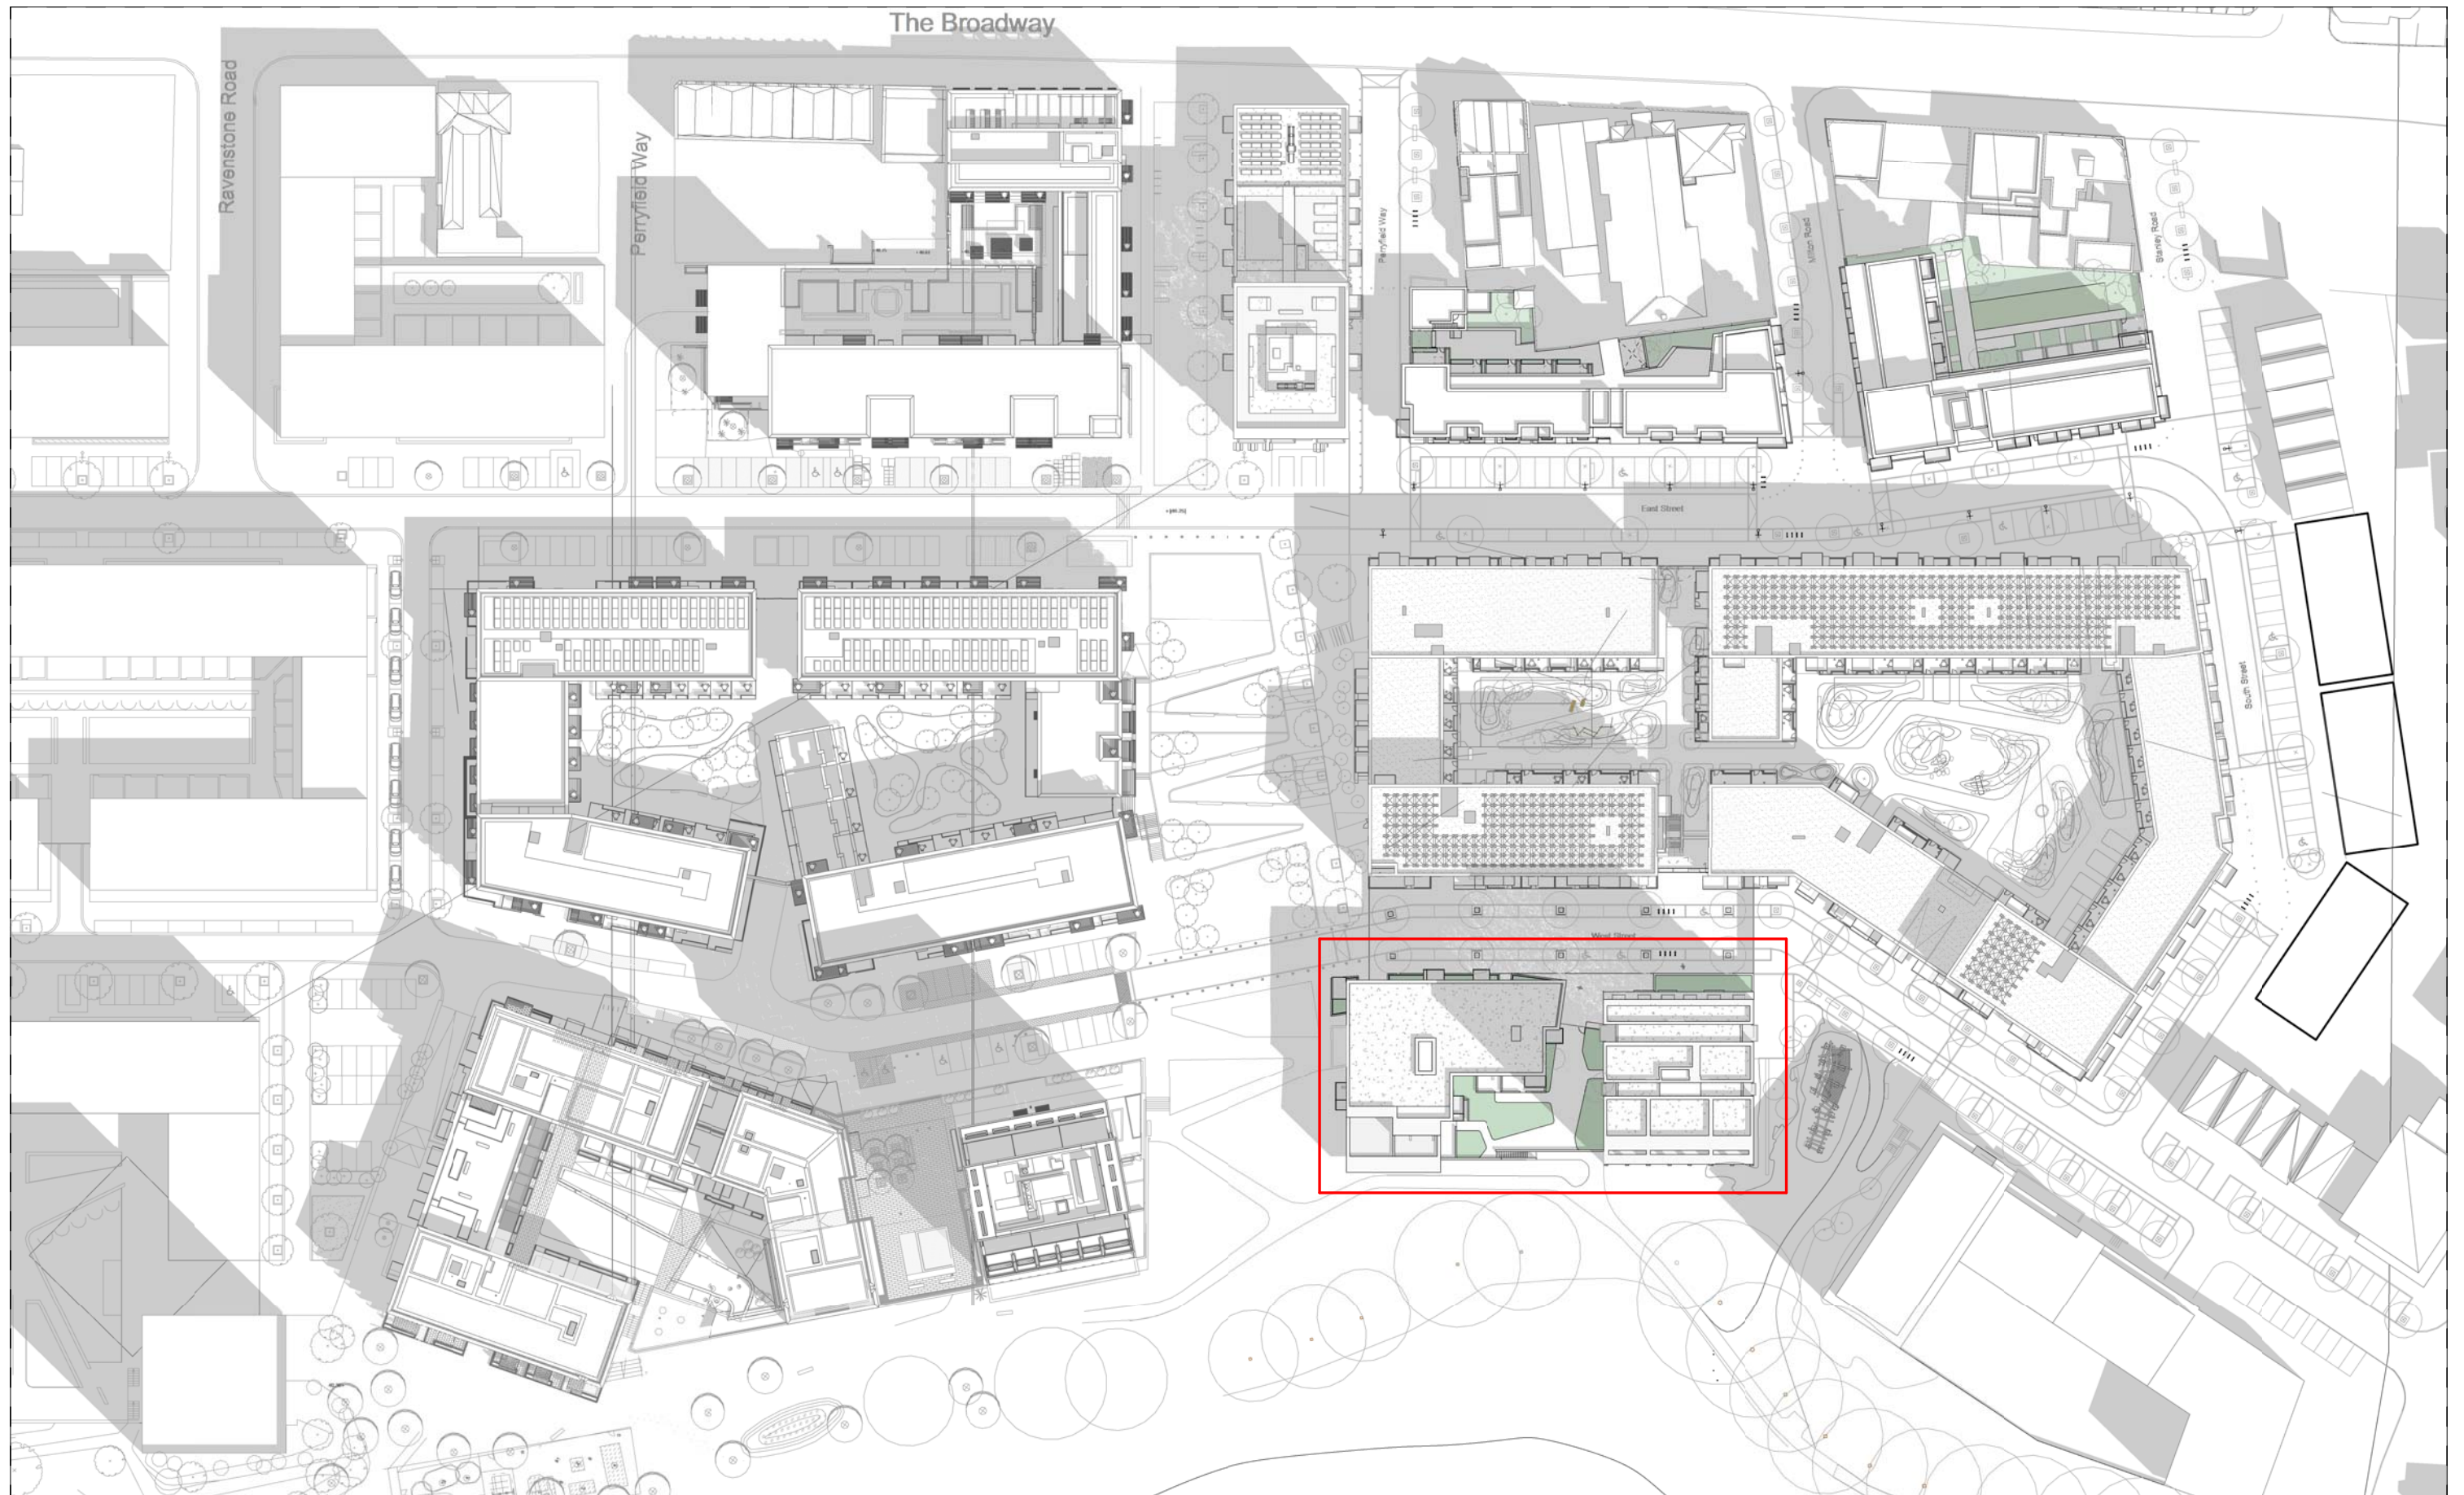 The Broadway
Ravenstone Road
Perryfield Way
Perryfield Way
Milton Road
Stanley Road
East Street
South Street
West Street